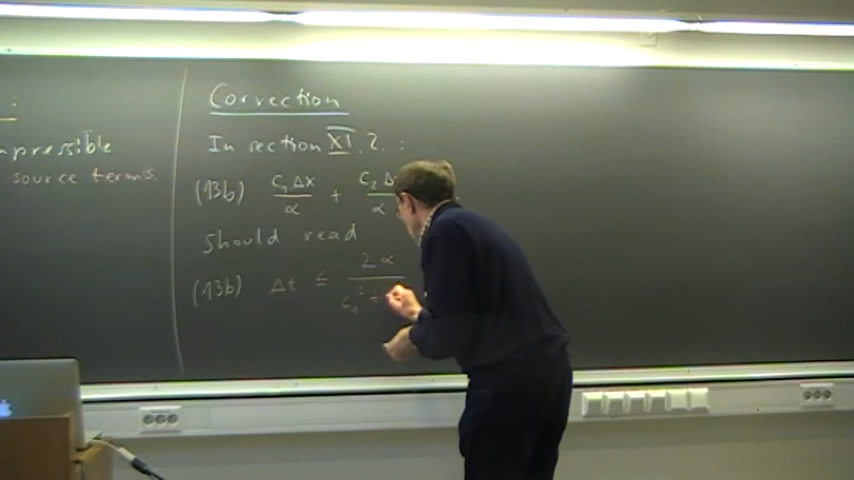 :
mpressible
source terms.
Correction
In section XI.2. :
(13b) C₁Δx/α + C₂Δ
should read
(13b) Δt ≤ 2α / C₁² +